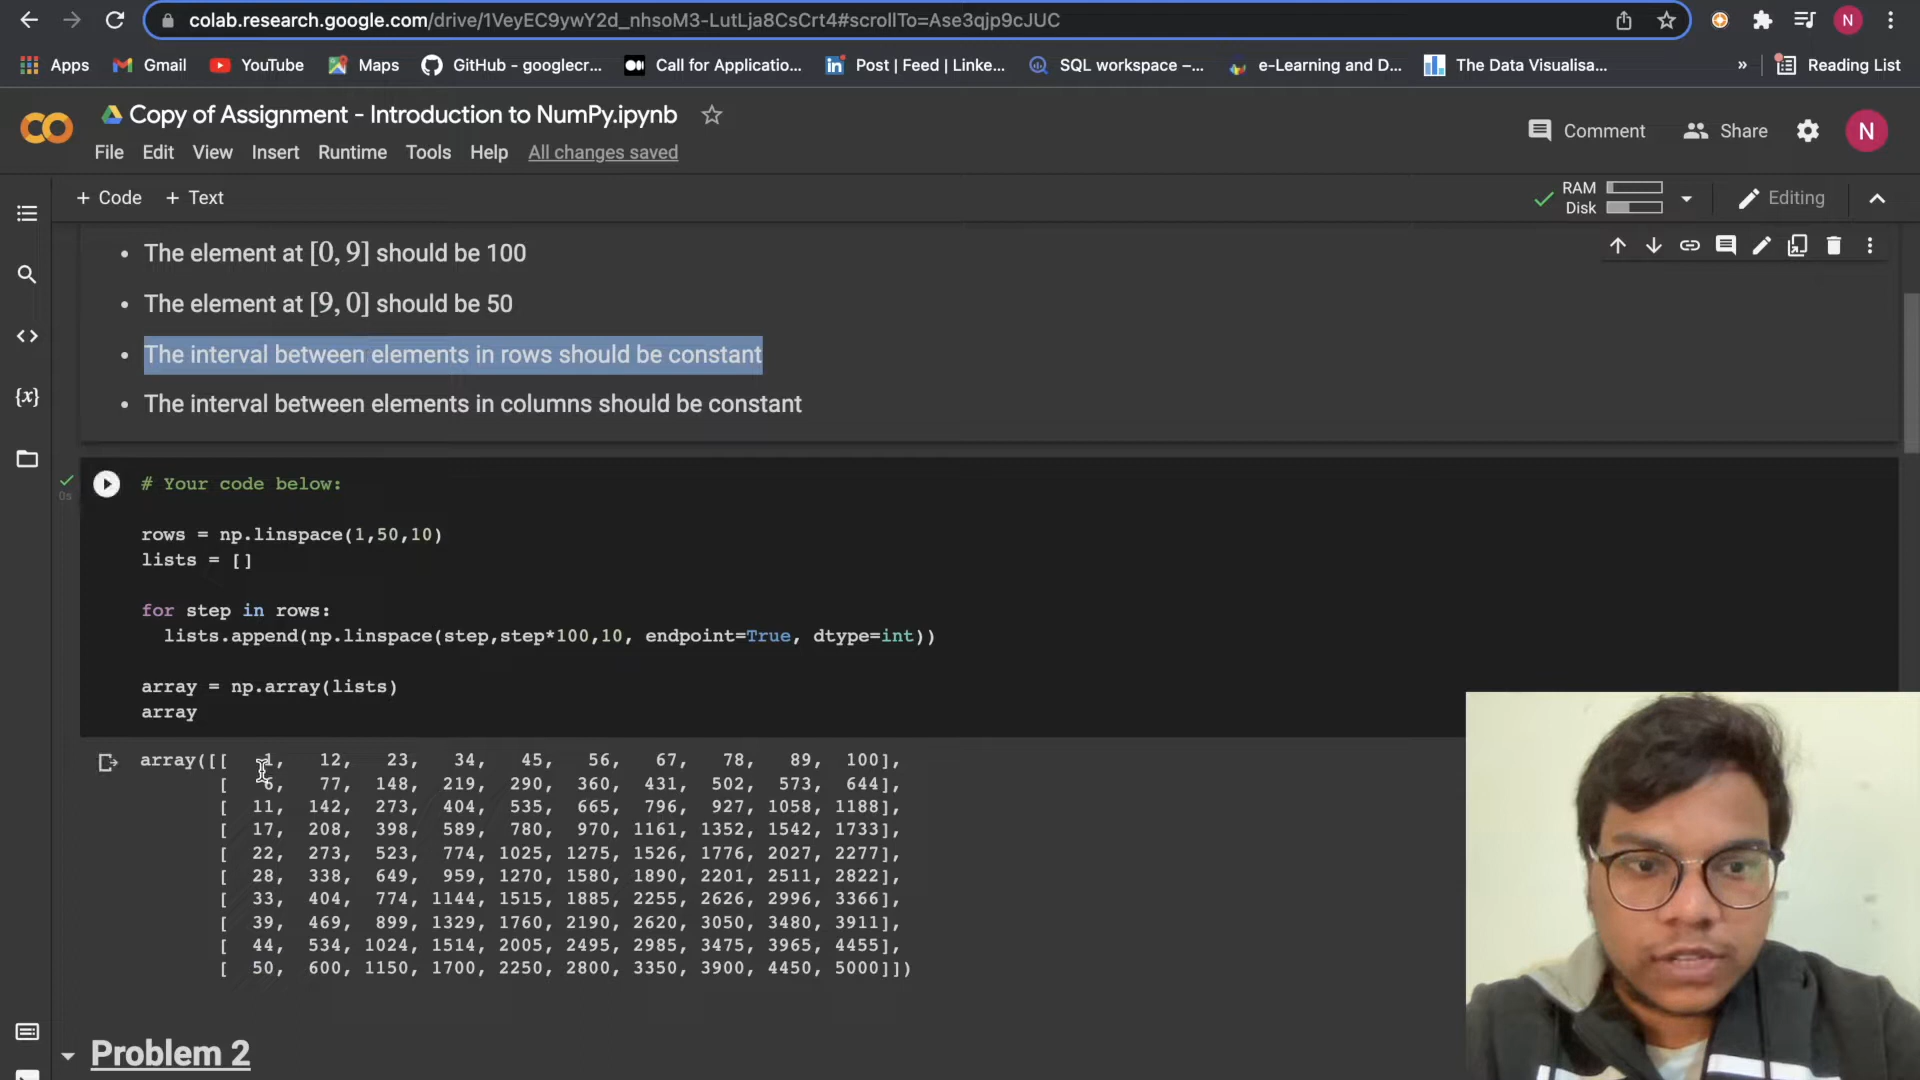 colab.research.google.com/drive/1VeyEC9ywY2d_nhsoM3-LutLja8CsCrt4#scrollTo=Ase3qjp9cJUC
N
Apps Gmail YouTube Maps GitHub - googlecr... Call for Applicatio... Post | Feed | Linke... SQL workspace –... e-Learning and D... The Data Visualisa... » Reading List
CO Copy of Assignment - Introduction to NumPy.ipynb
File Edit View Insert Runtime Tools Help All changes saved
Comment Share N
+ Code + Text
RAM
Disk
Editing
• The element at [0, 9] should be 100
• The element at [9, 0] should be 50
• The interval between elements in rows should be constant
• The interval between elements in columns should be constant
{x}
0s
# Your code below:
rows = np.linspace(1,50,10)
lists = []
for step in rows:
  lists.append(np.linspace(step,step*100,10, endpoint=True, dtype=int))
array = np.array(lists)
array
array([[ 1, 12, 23, 34, 45, 56, 67, 78, 89, 100],
[ 6, 77, 148, 219, 290, 360, 431, 502, 573, 644],
[ 11, 142, 273, 404, 535, 665, 796, 927, 1058, 1188],
[ 17, 208, 398, 589, 780, 970, 1161, 1352, 1542, 1733],
[ 22, 273, 523, 774, 1025, 1275, 1526, 1776, 2027, 2277],
[ 28, 338, 649, 959, 1270, 1580, 1890, 2201, 2511, 2822],
[ 33, 404, 774, 1144, 1515, 1885, 2255, 2626, 2996, 3366],
[ 39, 469, 899, 1329, 1760, 2190, 2620, 3050, 3480, 3911],
[ 44, 534, 1024, 1514, 2005, 2495, 2985, 3475, 3965, 4455],
[ 50, 600, 1150, 1700, 2250, 2800, 3350, 3900, 4450, 5000]])
Problem 2